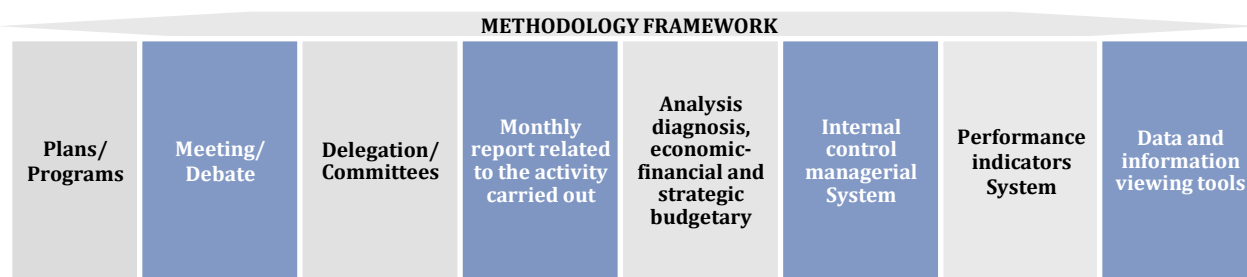 METHODOLOGY FRAMEWORK
Plans/
Programs
Meeting/
Debate
Delegation/
Committees
Monthly
report related
to the activity
carried out
Analysis
diagnosis,
economic-
financial and
strategic
budgetary
Internal
control
managerial
System
Performance
indicators
System
Data and
information
viewing tools